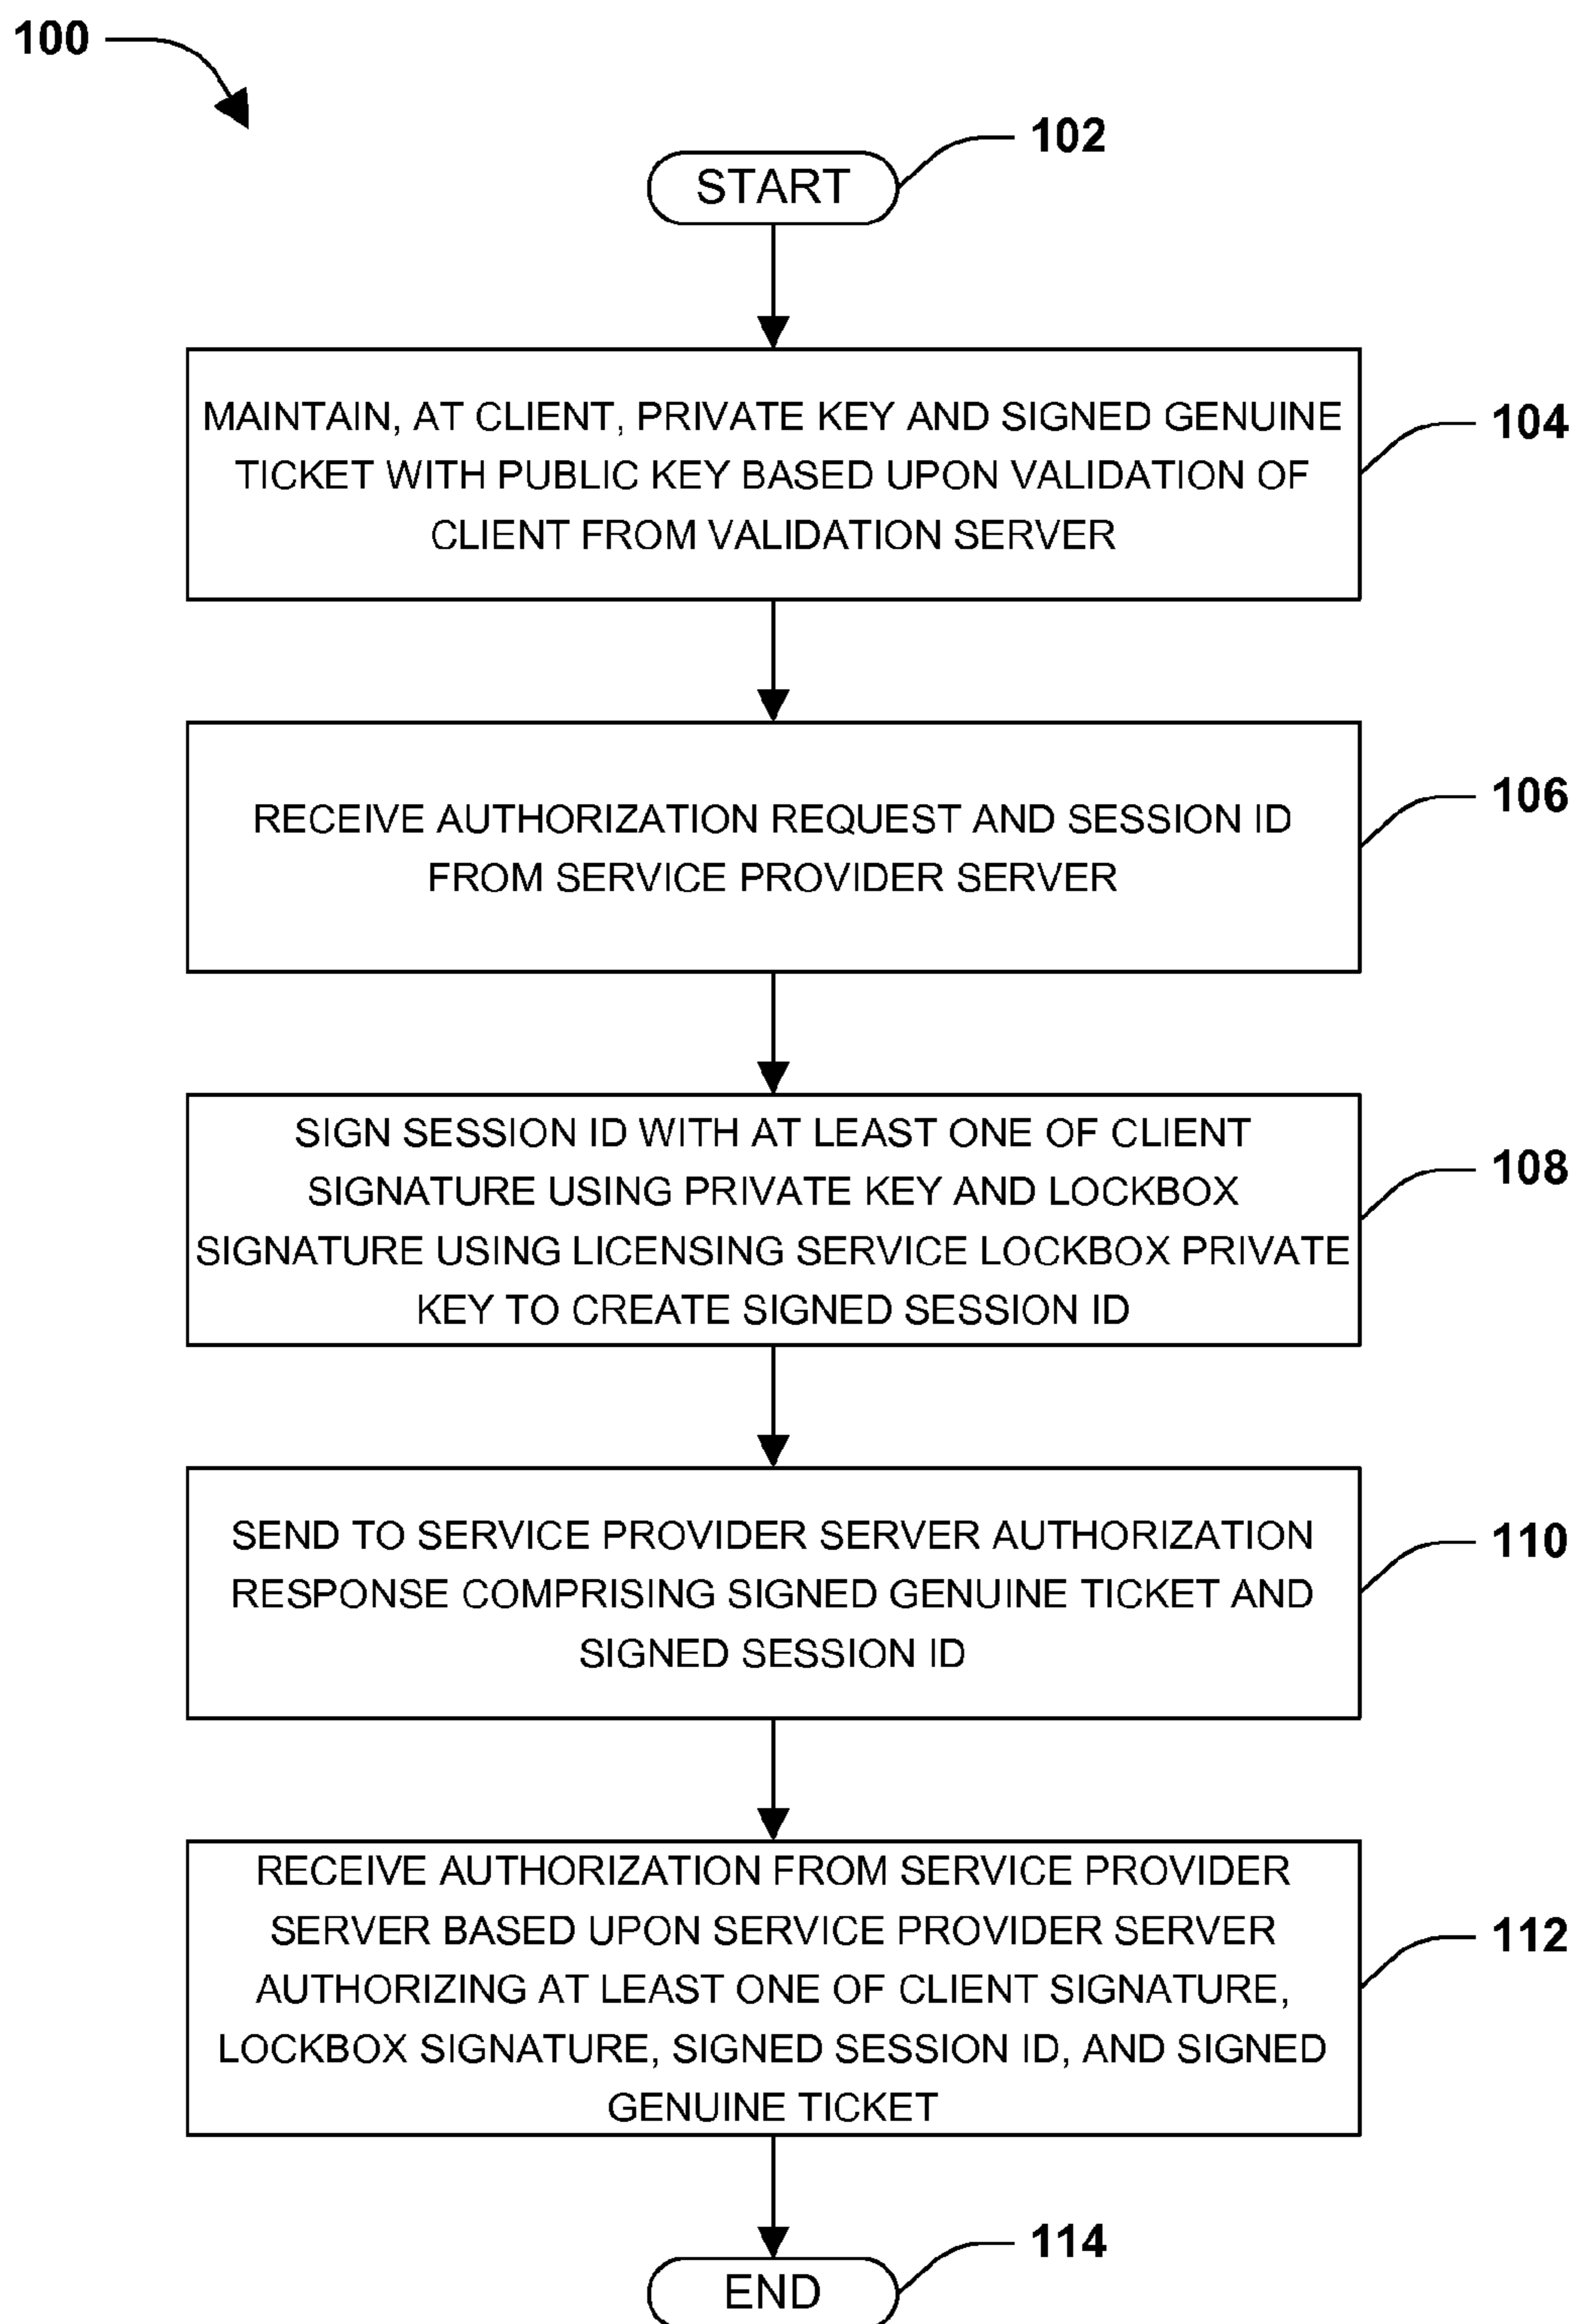 100
102
START
MAINTAIN, AT CLIENT, PRIVATE KEY AND SIGNED GENUINE
TICKET WITH PUBLIC KEY BASED UPON VALIDATION OF
CLIENT FROM VALIDATION SERVER
104
RECEIVE AUTHORIZATION REQUEST AND SESSION ID
FROM SERVICE PROVIDER SERVER
106
SIGN SESSION ID WITH AT LEAST ONE OF CLIENT
SIGNATURE USING PRIVATE KEY AND LOCKBOX
SIGNATURE USING LICENSING SERVICE LOCKBOX PRIVATE
KEY TO CREATE SIGNED SESSION ID
108
SEND TO SERVICE PROVIDER SERVER AUTHORIZATION
RESPONSE COMPRISING SIGNED GENUINE TICKET AND
SIGNED SESSION ID
110
RECEIVE AUTHORIZATION FROM SERVICE PROVIDER
SERVER BASED UPON SERVICE PROVIDER SERVER
AUTHORIZING AT LEAST ONE OF CLIENT SIGNATURE,
LOCKBOX SIGNATURE, SIGNED SESSION ID, AND SIGNED
GENUINE TICKET
112
114
END